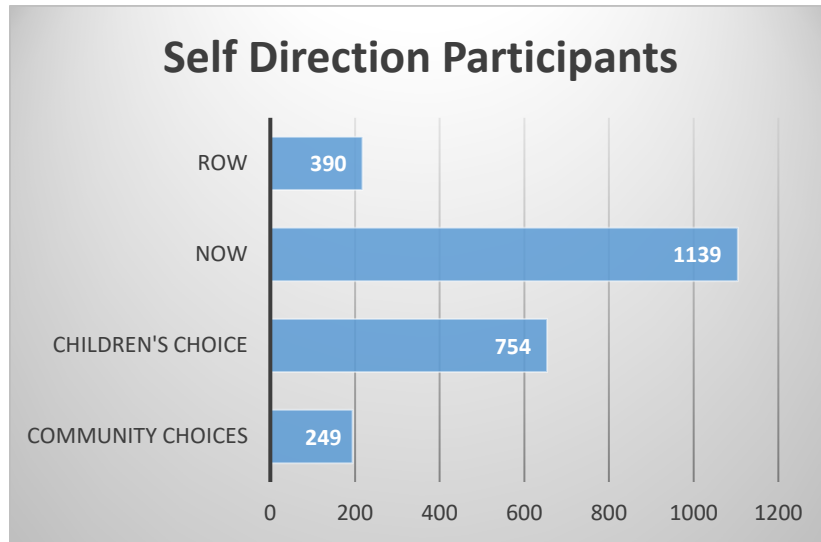 Self Direction Participants
ROW
390
NOW
1139
CHILDREN'S CHOICE
754
COMMUNITY CHOICES
249
0 200 400 600 800 1000 1200